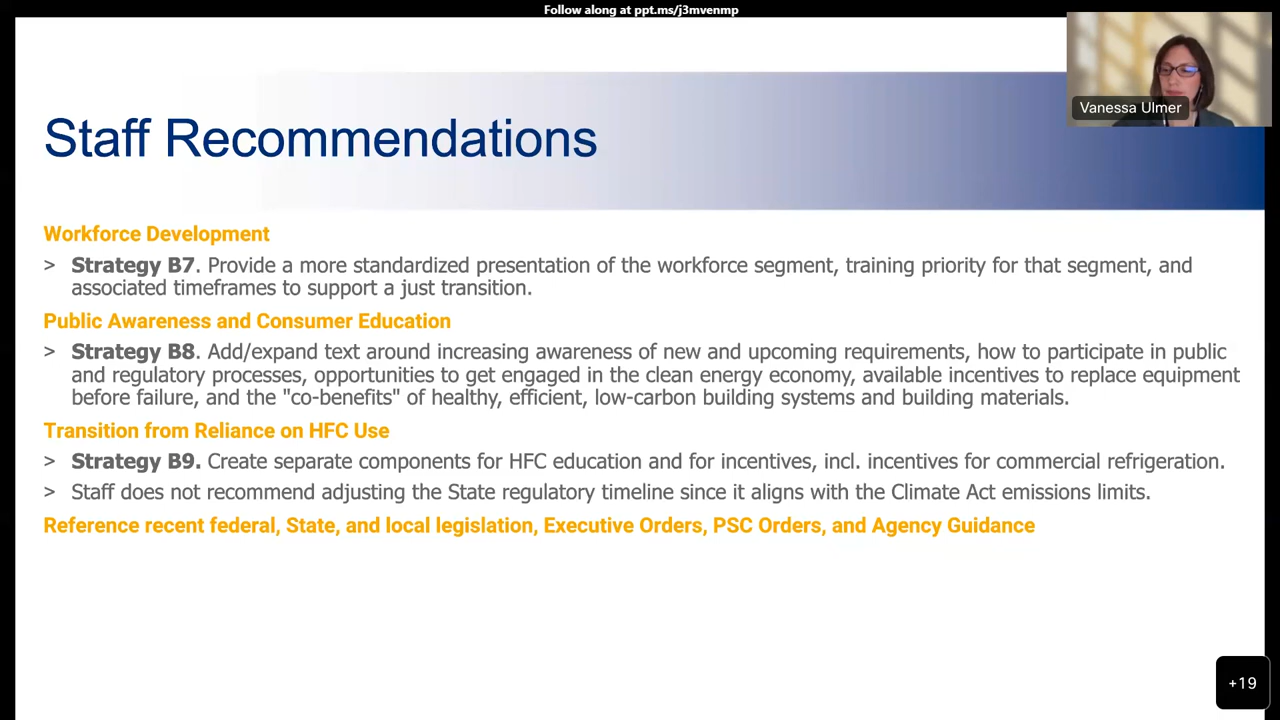 Follow along at ppt.ms/j3mvenmp
Vanessa Ulmer
Staff Recommendations
Workforce Development
> Strategy B7. Provide a more standardized presentation of the workforce segment, training priority for that segment, and
associated timeframes to support a just transition.
Public Awareness and Consumer Education
> Strategy B8. Add/expand text around increasing awareness of new and upcoming requirements, how to participate in public
and regulatory processes, opportunities to get engaged in the clean energy economy, available incentives to replace equipment
before failure, and the "co-benefits" of healthy, efficient, low-carbon building systems and building materials.
Transition from Reliance on HFC Use
> Strategy B9. Create separate components for HFC education and for incentives, incl. incentives for commercial refrigeration.
> Staff does not recommend adjusting the State regulatory timeline since it aligns with the Climate Act emissions limits.
Reference recent federal, State, and local legislation, Executive Orders, PSC Orders, and Agency Guidance
+19